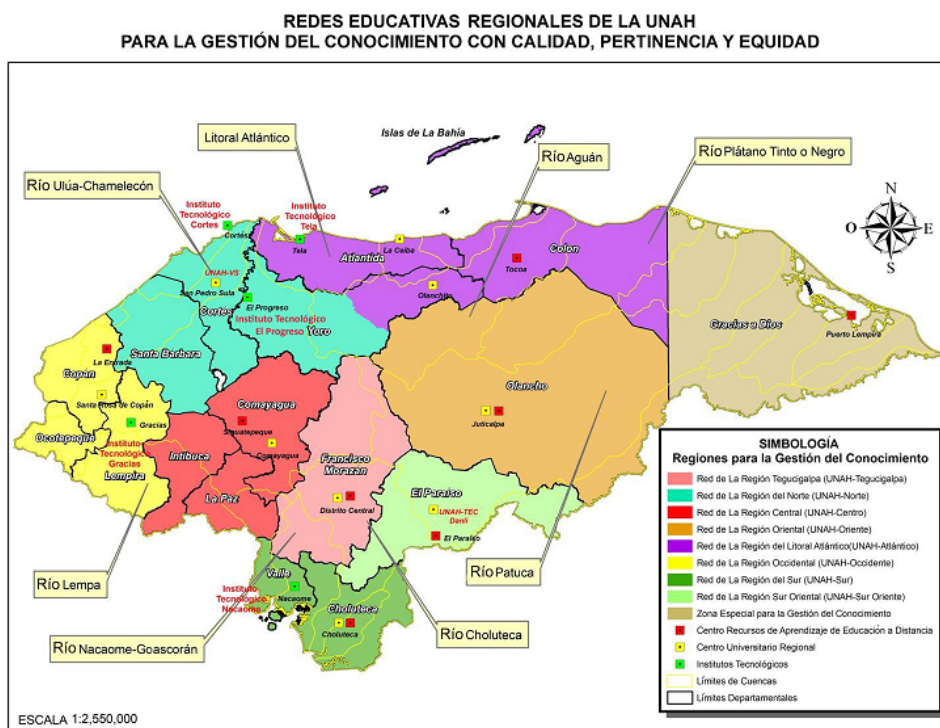 REDES EDUCATIVAS REGIONALES DE LA UNAH
PARA LA GESTIÓN DEL CONOCIMIENTO CON CALIDAD, PERTINENCIA Y EQUIDAD
Islas de La Bahía
Litoral Atlántico
Río Aguán
Río Plátano Tinto o Negro
Río Ulúa-Chamelecón
N
O
E
S
Instituto
Tecnológico
Cortes
Instituto
Tecnológico
Tela
Cortés
Tela
La Ceiba
Atlantida
Colon
Tocoa
UNAH-VS
San Pedro Sula
Olanchito
El Progreso
Cortés
Instituto Tecnológico
El Progreso
Yoro
Gracias a Dios
Puerto Lempira
Santa Barbara
La Entrada
Copán
Olancho
Santa Rosa de Copán
Comayagua
Juticalpa
Gracias
Siguatepeque
Ocotepeque
Instituto
Tecnológico
Gracias
Intibuca
Comayagua
Lempira
Francisco
Morazan
La Paz
El Paraiso
Distrito Central
UNAH-TEC
Danlí
El Paraíso
Río Lempa
Río Patuca
Valle
Instituto
Tecnológico
Nacaome
Nacaome
Choluteca
Choluteca
Río Choluteca
Río Nacaome-Goascorán
SIMBOLOGÍA
Regiones para la Gestión del Conocimiento
Red de La Región Tegucigalpa (UNAH-Tegucigalpa)
Red de La Región del Norte (UNAH-Norte)
Red de La Región Central (UNAH-Centro)
Red de La Región Oriental (UNAH-Oriente)
Red de La Región del Litoral Atlántico(UNAH-Atlántico)
Red de La Región Occidental (UNAH-Occidente)
Red de La Región del Sur (UNAH-Sur)
Red de La Región Sur Oriental (UNAH-Sur Oriente)
Zona Especial para la Gestión del Conocimiento
Centro Recursos de Aprendizaje de Educación a Distancia
Centro Universitario Regional
Institutos Tecnológicos
Límites de Cuencas
Límites Departamentales
ESCALA 1:2,550,000